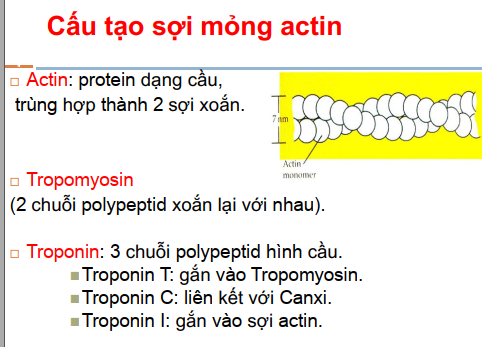 Cấu tạo sợi mỏng actin
Actin: protein dạng cầu,
trùng hợp thành 2 sợi xoắn.
7 nm
Actin
monomer
Tropomyosin
(2 chuỗi polypeptid xoắn lại với nhau).
Troponin: 3 chuỗi polypeptid hình cầu.
Troponin T: gắn vào Tropomyosin.
Troponin C: liên kết với Canxi.
Troponin I: gắn vào sợi actin.